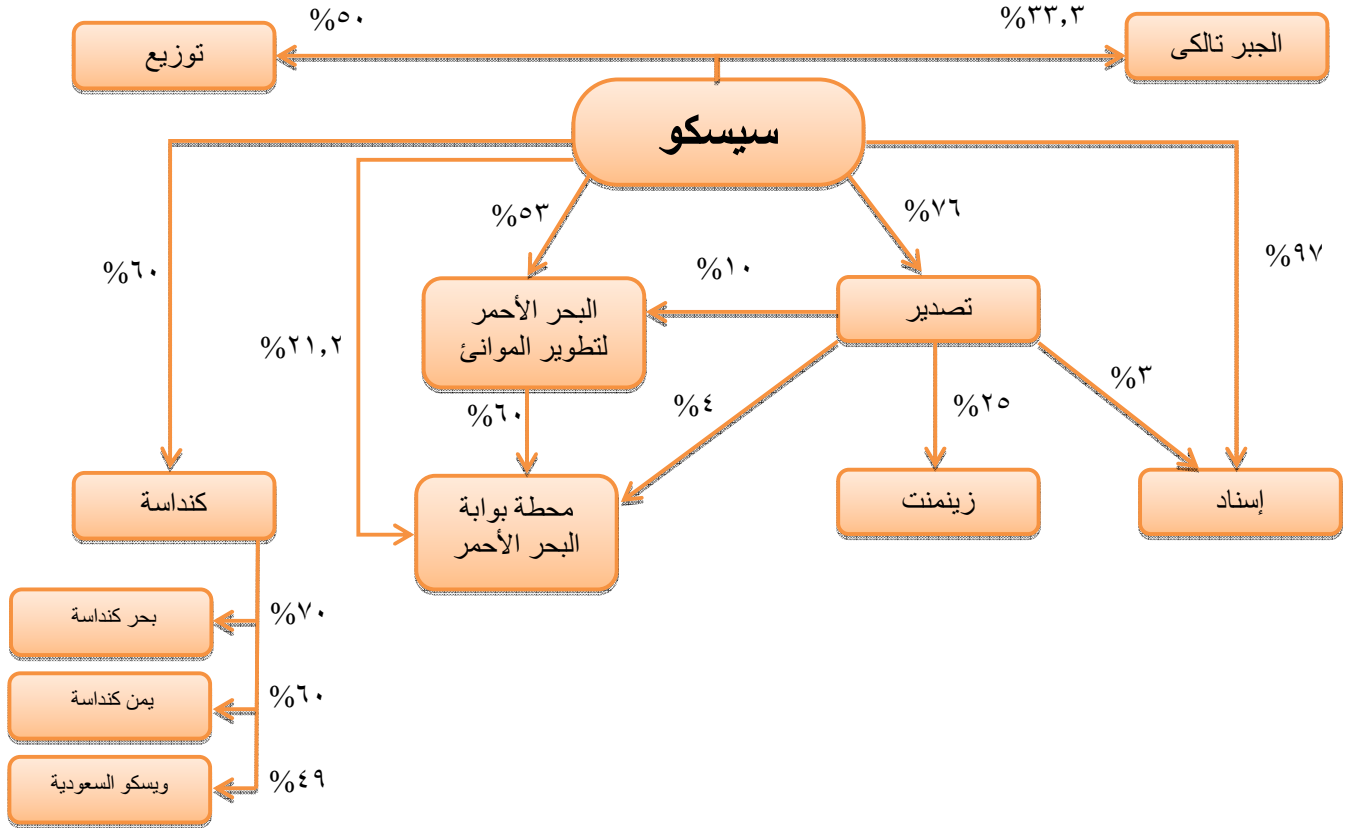 %٥٠
%٣٣,٣
الجبر تالكى
توزيع
سيسكو
%٥٣
%٧٦
%٩٧
%٦٠
%١٠
البحر الأحمر
لتطوير الموانئ
تصدير
%٢١,٢
%٦٠
%٤
%٢٥
%٣
كنداسة
محطة بوابة
البحر الأحمر
زينمنت
إسناد
بحر كنداسة
%٧٠
يمن كنداسة
%٦٠
ويسكو السعودية
%٤٩